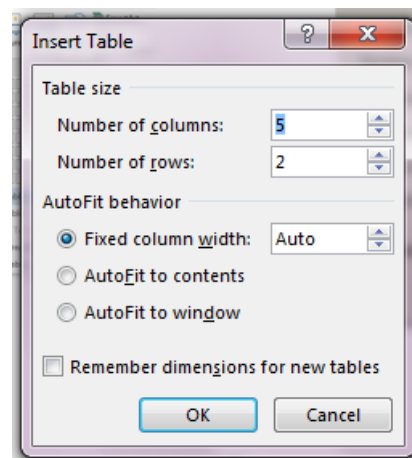 Insert Table
Table size
Number of columns: 5
Number of rows: 2
AutoFit behavior
Fixed column width: Auto
AutoFit to contents
AutoFit to window
Remember dimensions for new tables
OK Cancel